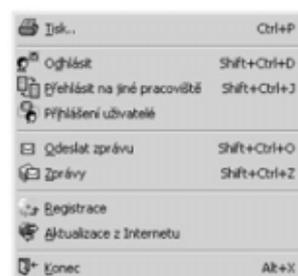 Tisk... Ctrl+P
Odhlásit Shift+Ctrl+D
Přehlásit na jiné pracoviště Shift+Ctrl+J
Přihlášení uživatelé
Odeslat zprávu Shift+Ctrl+O
Zprávy Shift+Ctrl+Z
Registrace
Aktualizace z Internetu
Konec Alt+X